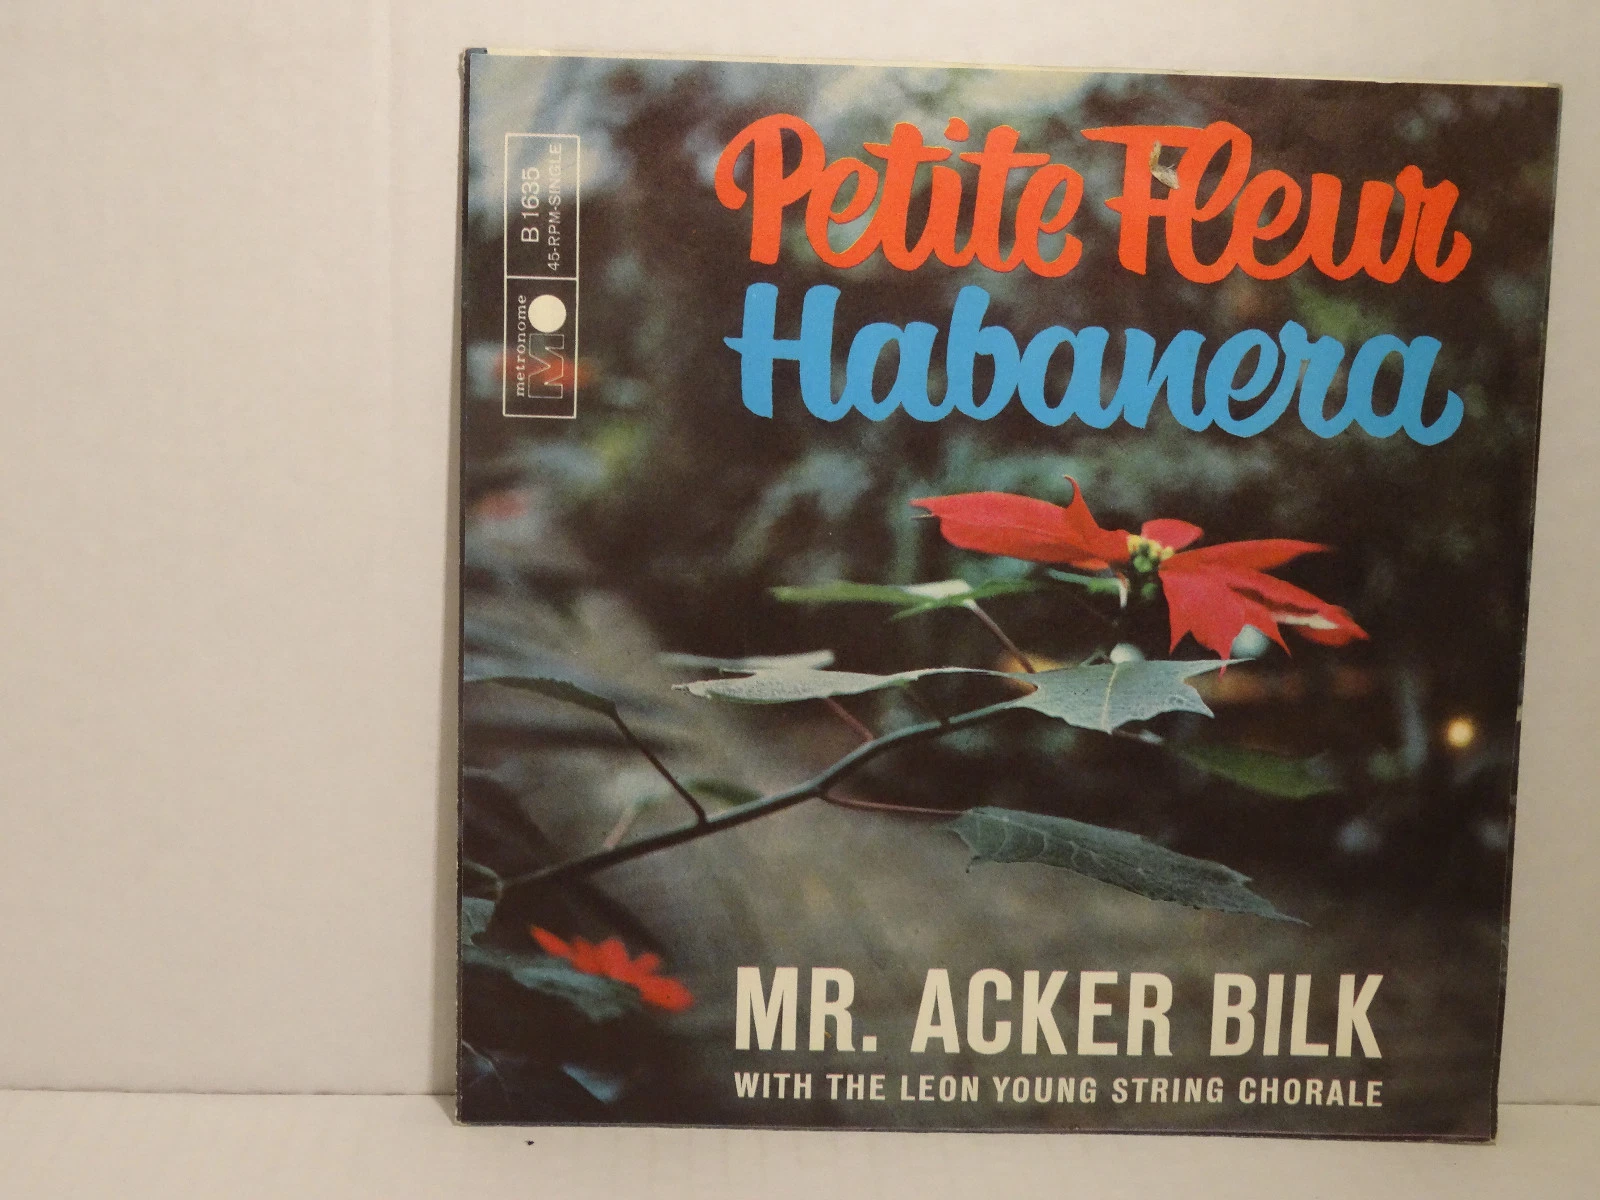 Petite Fleur
Habanera
B 1635
45-RPM-SINGLE
metronome
M
MR. ACKER BILK
WITH THE LEON YOUNG STRING CHORALE